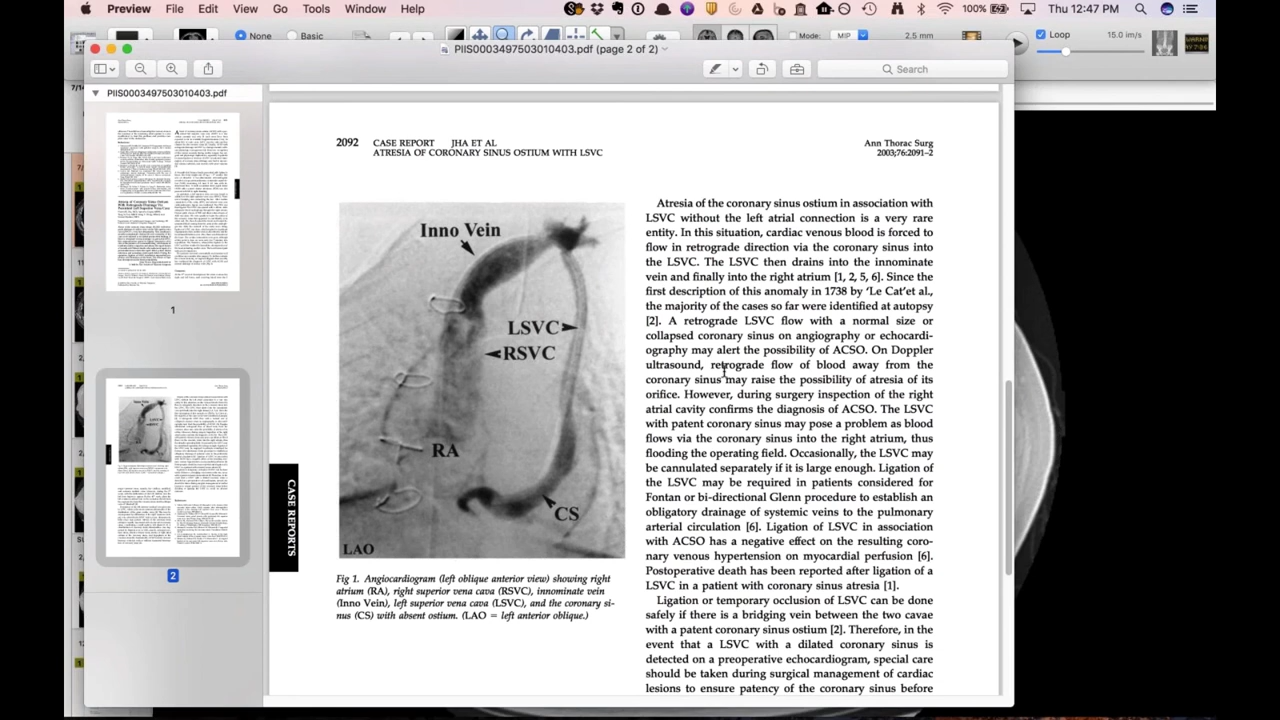 Preview File Edit View Go Tools Window Help
100% Thu 12:47 PM
None Basic Mode: MIP 2.5 mm Loop 15.0 im/s
PIIS0003497503010403.pdf (page 2 of 2)
Search
PIIS0003497503010403.pdf
1
2
2092 CASE REPORT JHA ET AL
ATRESIA OF CORONARY SINUS OSTIUM WITH LSVC
Ann Thorac Surg
2003;76:2091–2
Inno Vein
LSVC
RSVC
RA
LAO
CASE REPORTS
Fig 1. Angiocardiogram (left oblique anterior view) showing right
atrium (RA), right superior vena cava (RSVC), innominate vein
(Inno Vein), left superior vena cava (LSVC), and the coronary si-
nus (CS) with absent ostium. (LAO = left anterior oblique.)
Atresia of the coronary sinus ostium in association with
LSVC without the left atrial connection is a very rare
entity. In this situation, cardiac venous blood is forced to
flow in retrograde direction via the coronary sinus into
the LSVC. The LSVC then drains into the innominate
vein and finally into the right atrium [1, 2, 5, 6]. Since the
first description of this anomaly in 1738 by ‘Le Cat’et al.,
the majority of the cases so far were identified at autopsy
[2]. A retrograde LSVC flow with a normal size or
collapsed coronary sinus on angiography or echocardi-
ography may alert the possibility of ACSO. On Doppler
ultrasound, retrograde flow of blood away from the
coronary sinus may raise the possibility of atresia of its
orifice. However, during surgery inspection of the right
atrial cavity confirms the diagnosis of ACSO. The LSVC
with patent coronary sinus may pose a problem as blood
flows via the coronary sinus into the right atrium, thus
flooding the operating field. Occasionally, the LSVC may
be cannulated separately if it is large enough. Ligation of
the LSVC may be required in patients considered for
Fontan or bi-directional Glenn procedure to establish an
obligatory drainage of systemic veins to the pulmonary
arterial circulation [6]. Ligation of LSVC in association
with ACSO has a negative effect on the resulting coro-
nary venous hypertension on myocardial perfusion [6].
Postoperative death has been reported after ligation of a
LSVC in a patient with coronary sinus atresia [1].
Ligation or temporary occlusion of LSVC can be done
safely if there is a bridging vein between the two cavae
with a patent coronary sinus ostium [2]. Therefore, in the
event that a LSVC with a dilated coronary sinus is
detected on a preoperative echocardiogram, special care
should be taken during surgical management of cardiac
lesions to ensure patency of the coronary sinus before